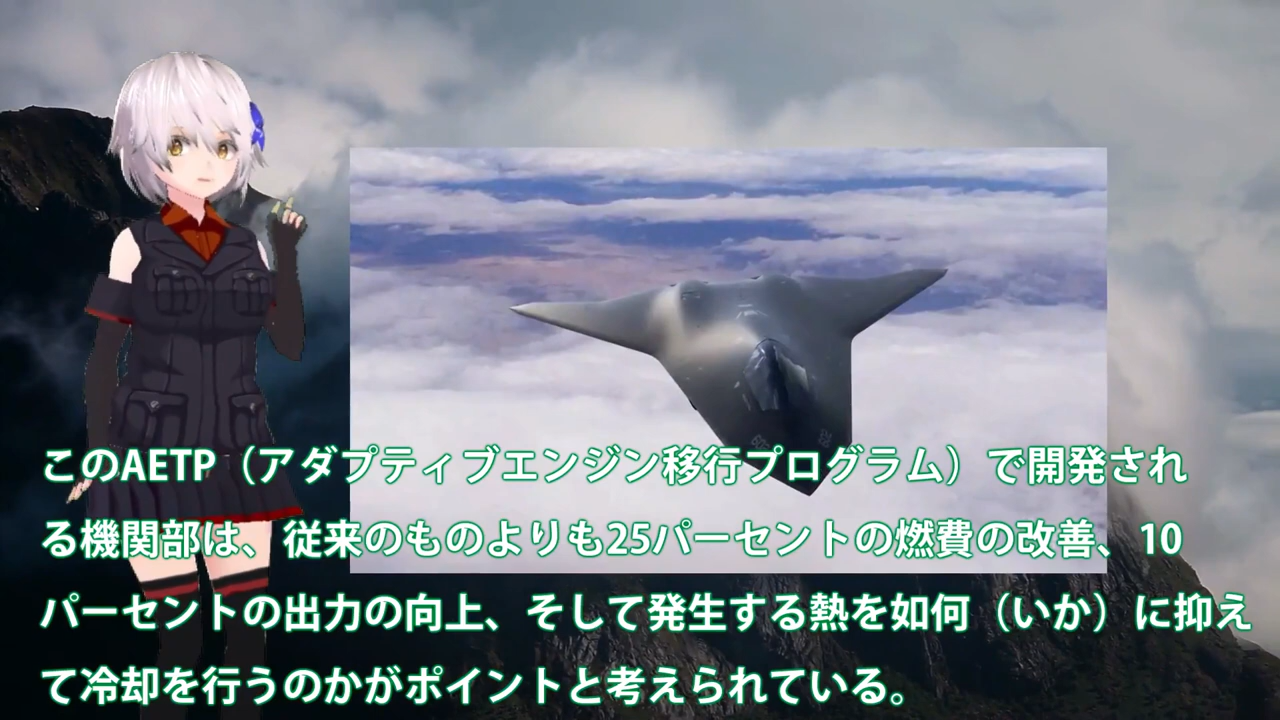 このAETP（アダプティブエンジン移行プログラム）で開発され
る機関部は、従来のものよりも25パーセントの燃費の改善、10
パーセントの出力の向上、そして発生する熱を如何（いか）に抑え
て冷却を行うのかがポイントと考えられている。